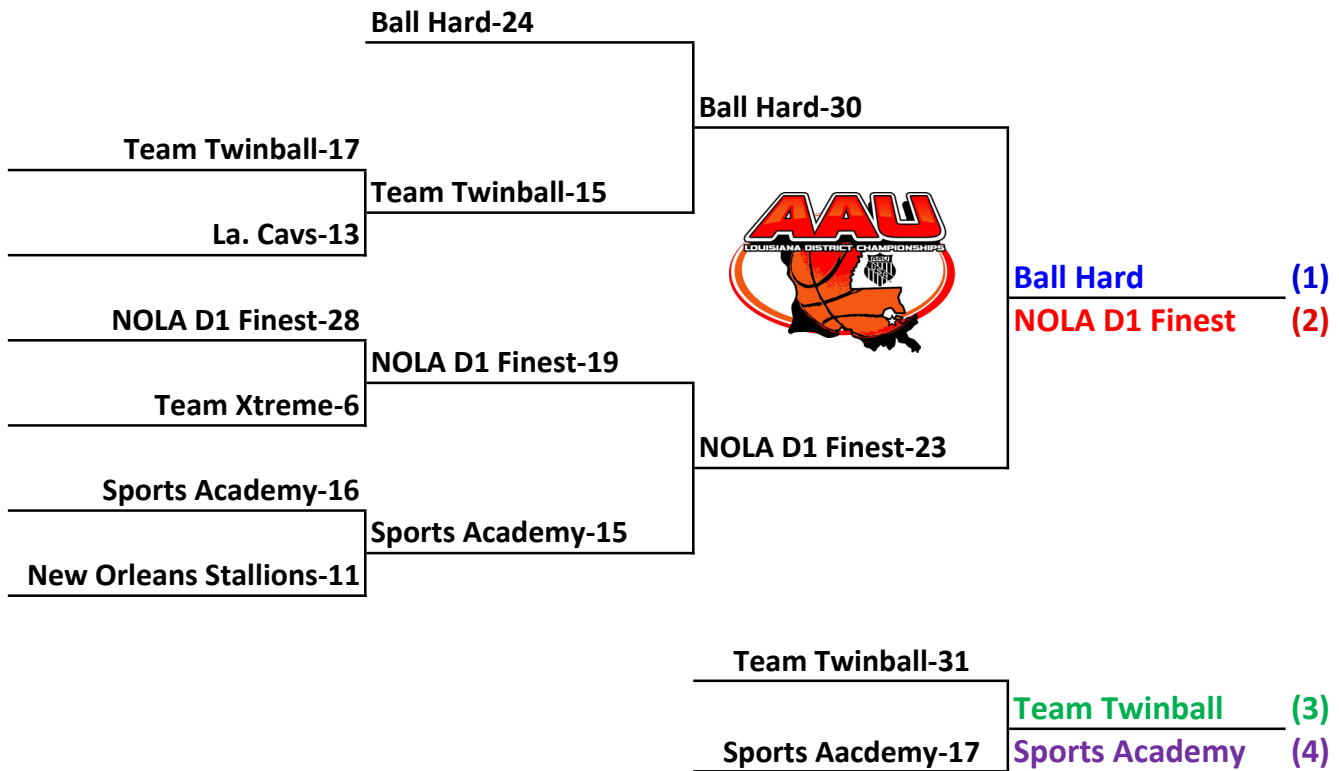 Ball Hard-24
Ball Hard-30
Team Twinball-17
Team Twinball-15
La. Cavs-13
AAU
LOUISIANA DISTRICT CHAMPIONSHIPS
Ball Hard (1)
NOLA D1 Finest (2)
NOLA D1 Finest-28
NOLA D1 Finest-19
Team Xtreme-6
NOLA D1 Finest-23
Sports Academy-16
Sports Academy-15
New Orleans Stallions-11
Team Twinball-31
Team Twinball (3)
Sports Aacdemy-17
Sports Academy (4)